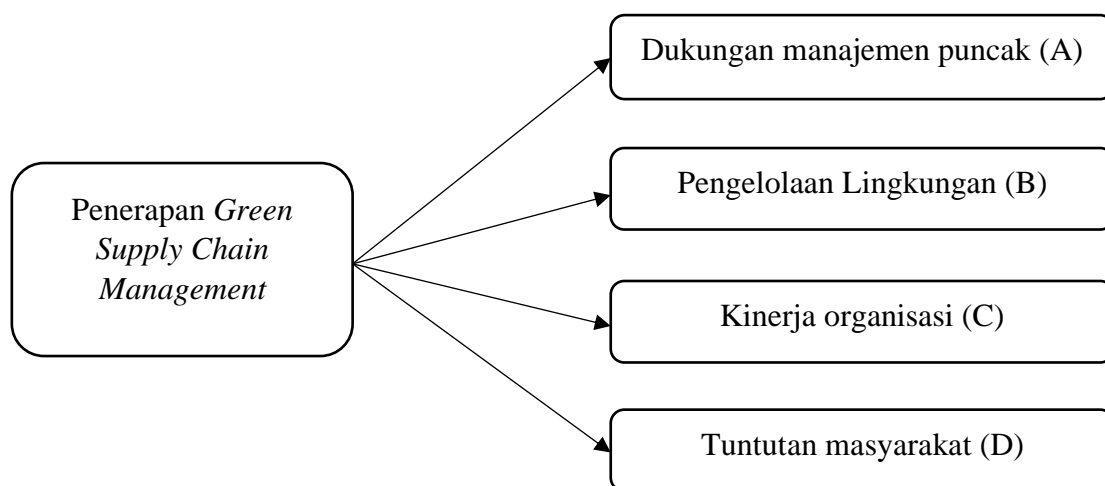 Penerapan Green
Supply Chain
Management
Dukungan manajemen puncak (A)
Pengelolaan Lingkungan (B)
Kinerja organisasi (C)
Tuntutan masyarakat (D)